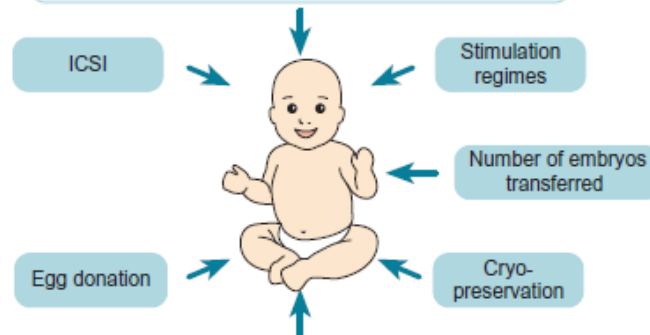 ICSI
Stimulation
regimes
Number of embryos
transferred
Egg donation
Cryo-
preservation